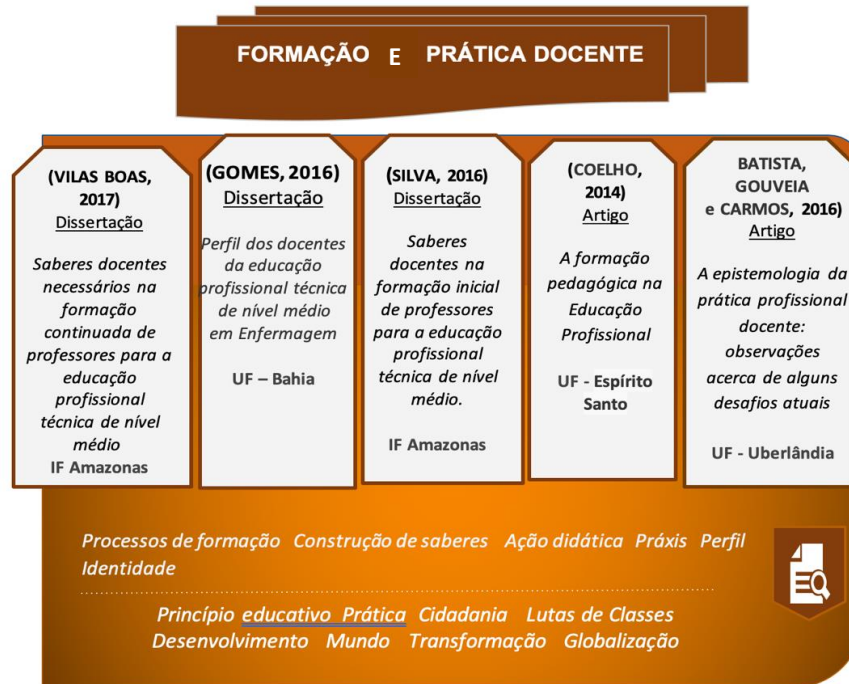 FORMAÇÃO E PRÁTICA DOCENTE
(VILAS BOAS,
2017)
Dissertação
Saberes docentes
necessários na
formação
continuada de
professores para a
educação
profissional
técnica de nível
médio
IF Amazonas
(GOMES, 2016)
Dissertação
Perfil dos docentes
da educação
profissional técnica
de nível médio
em Enfermagem
UF – Bahia
(SILVA, 2016)
Dissertação
Saberes
docentes na
formação inicial
de professores
para a educação
profissional
técnica de nível
médio.
IF Amazonas
(COELHO,
2014)
Artigo
A formação
pedagógica na
Educação
Profissional
UF - Espírito
Santo
BATISTA,
GOUVEIA
e CARMOS, 2016)
Artigo
A epistemologia da
prática profissional
docente:
observações
acerca de alguns
desafios atuais
UF - Uberlândia
Processos de formação Construção de saberes Ação didática Práxis Perfil
Identidade
Princípio educativo Prática Cidadania Lutas de Classes
Desenvolvimento Mundo Transformação Globalização